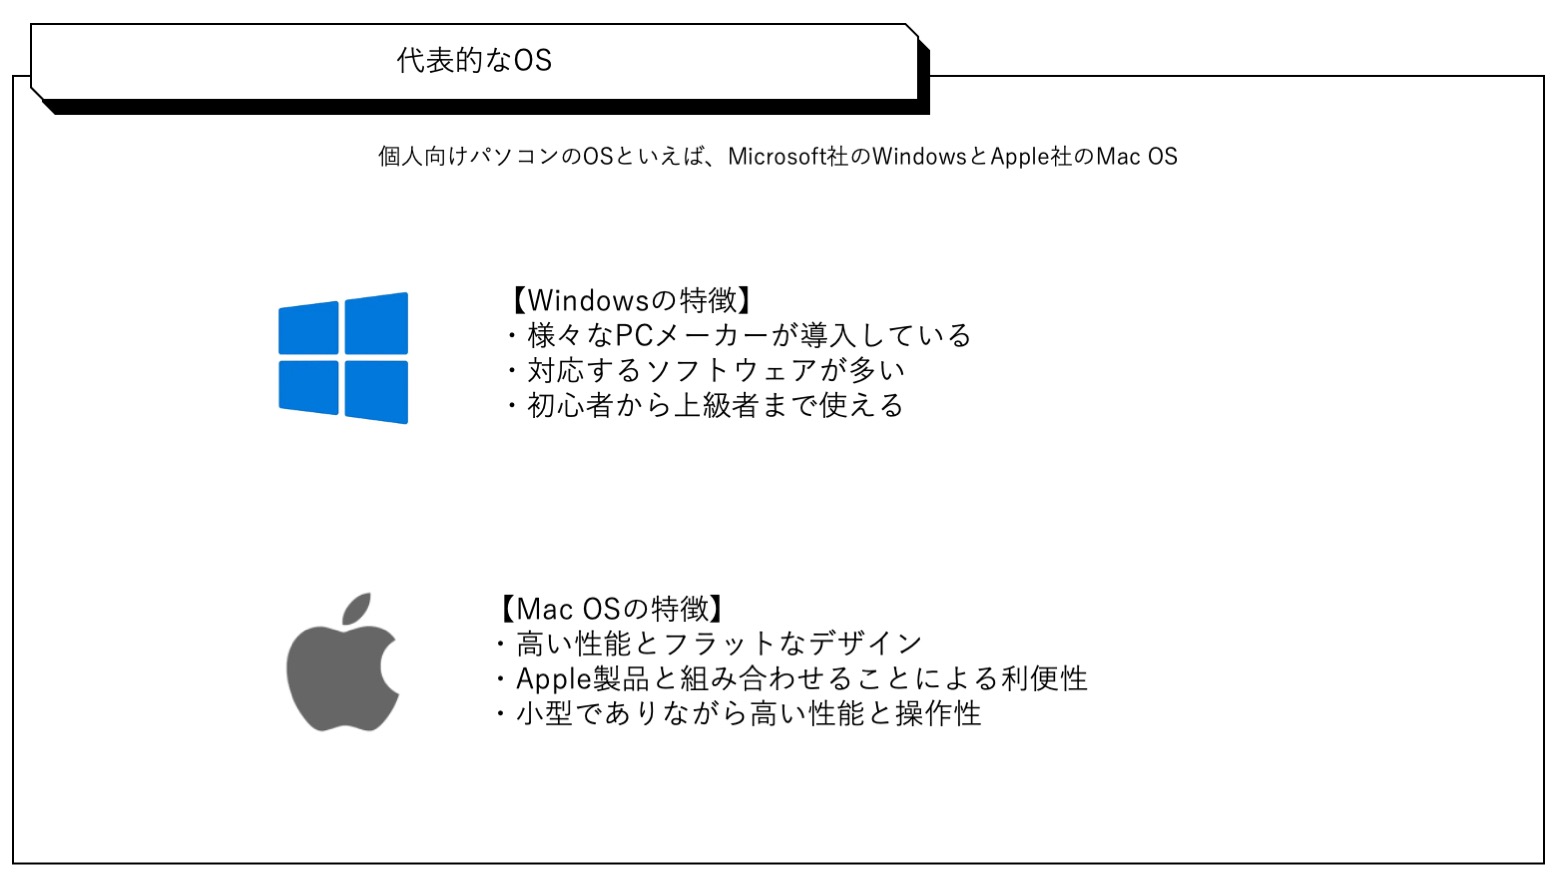 代表的なOS
個人向けパソコンのOSといえば、Microsoft社のWindowsとApple社のMac OS
【Windowsの特徴】
・様々なPCメーカーが導入している
・対応するソフトウェアが多い
・初心者から上級者まで使える
【Mac OSの特徴】
・高い性能とフラットなデザイン
・Apple製品と組み合わせることによる利便性
・小型でありながら高い性能と操作性